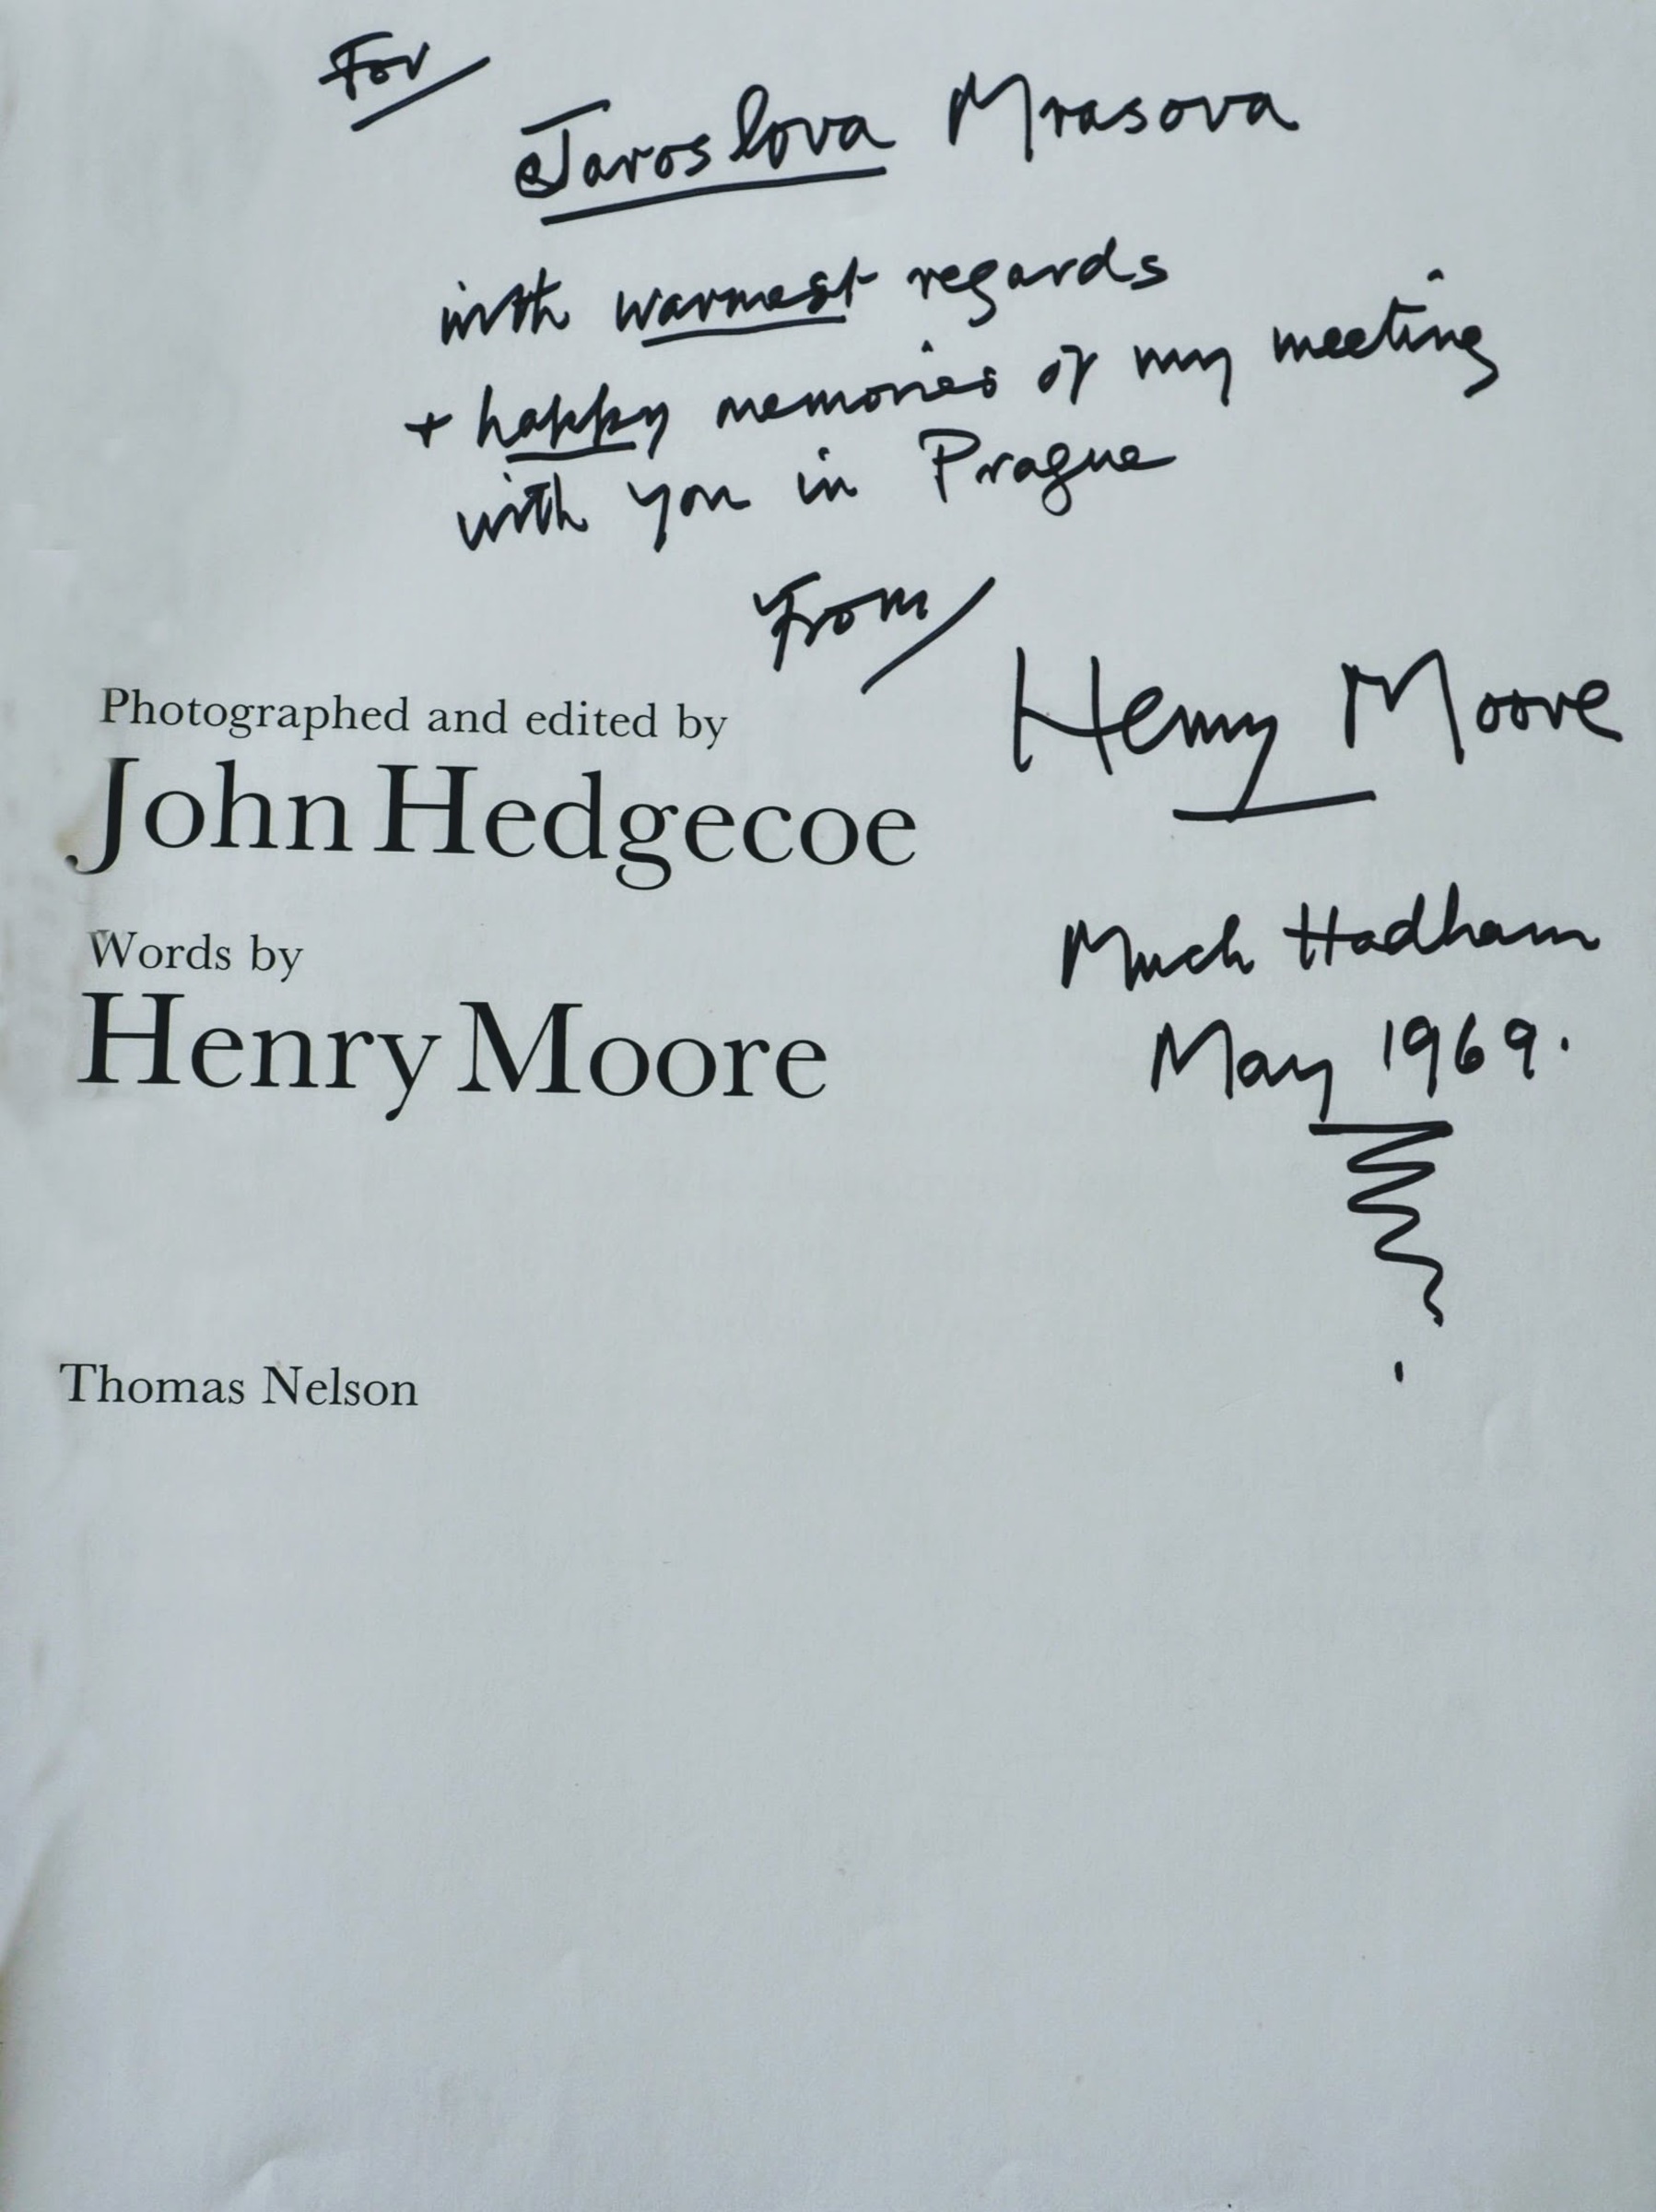 For
Jaroslova Mrasova
with warmest regards
+ happy memories of my meeting
with you in Prague
From
Henry Moore
Photographed and edited by
John Hedgecoe
Words by
Henry Moore
Much Hadham
May 1969.
Thomas Nelson